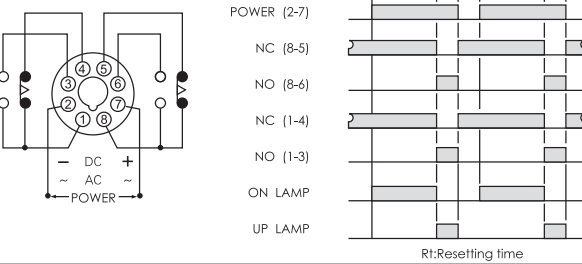 POWER (2-7)
NC (8-5)
NO (8-6)
NC (1-4)
NO (1-3)
ON LAMP
UP LAMP
Rt:Resetting time
④ ⑤
③ ⑥
② ⑦
① ⑧
− DC +
~ AC ~
POWER